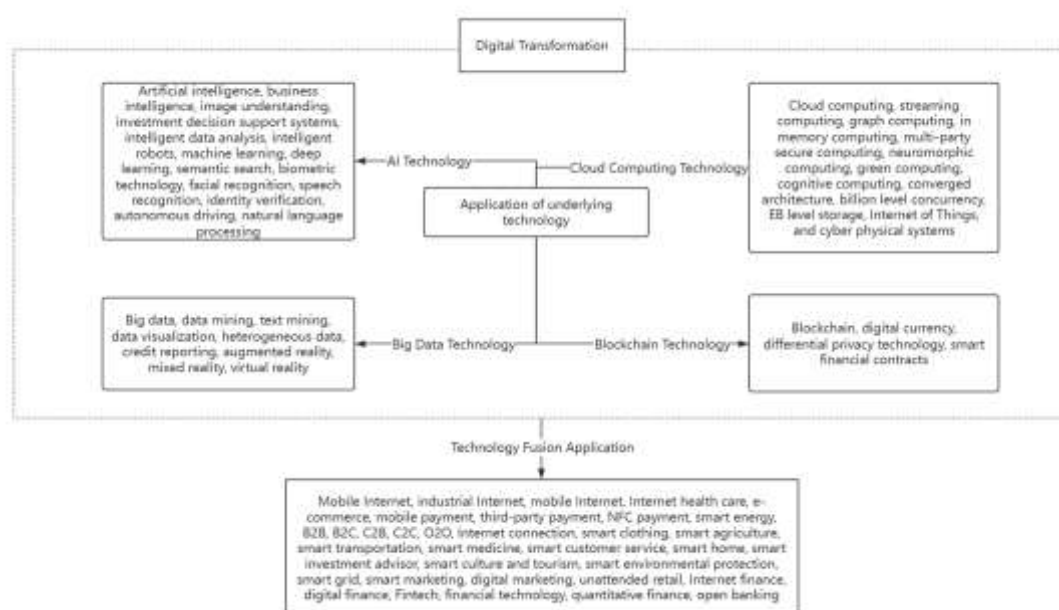 Digital Transformation
Artificial intelligence, business
intelligence, image understanding,
investment decision support systems,
intelligent data analysis, intelligent
robots, machine learning, deep
learning, semantic search, biometric
technology, facial recognition, speech
recognition, identity verification,
autonomous driving, natural language
processing
AI Technology
Cloud Computing Technology
Cloud computing, streaming
computing, graph computing, in
memory computing, multi-party
secure computing, neuromorphic
computing, green computing,
cognitive computing, converged
architecture, billion level concurrency,
EB level storage, Internet of Things,
and cyber physical systems
Application of underlying
technology
Big data, data mining, text mining,
data visualization, heterogeneous data,
credit reporting, augmented reality,
mixed reality, virtual reality
Big Data Technology
Blockchain Technology
Blockchain, digital currency,
differential privacy technology, smart
financial contracts
Technology Fusion Application
Mobile Internet, industrial Internet, mobile Internet, Internet health care, e-
commerce, mobile payment, third-party payment, NFC payment, smart energy,
B2B, B2C, C2B, C2C, O2O, Internet connection, smart clothing, smart agriculture,
smart transportation, smart medicine, smart customer service, smart home, smart
investment advisor, smart culture and tourism, smart environmental protection,
smart grid, smart marketing, digital marketing, unattended retail, Internet finance,
digital finance, Fintech, financial technology, quantitative finance, open banking